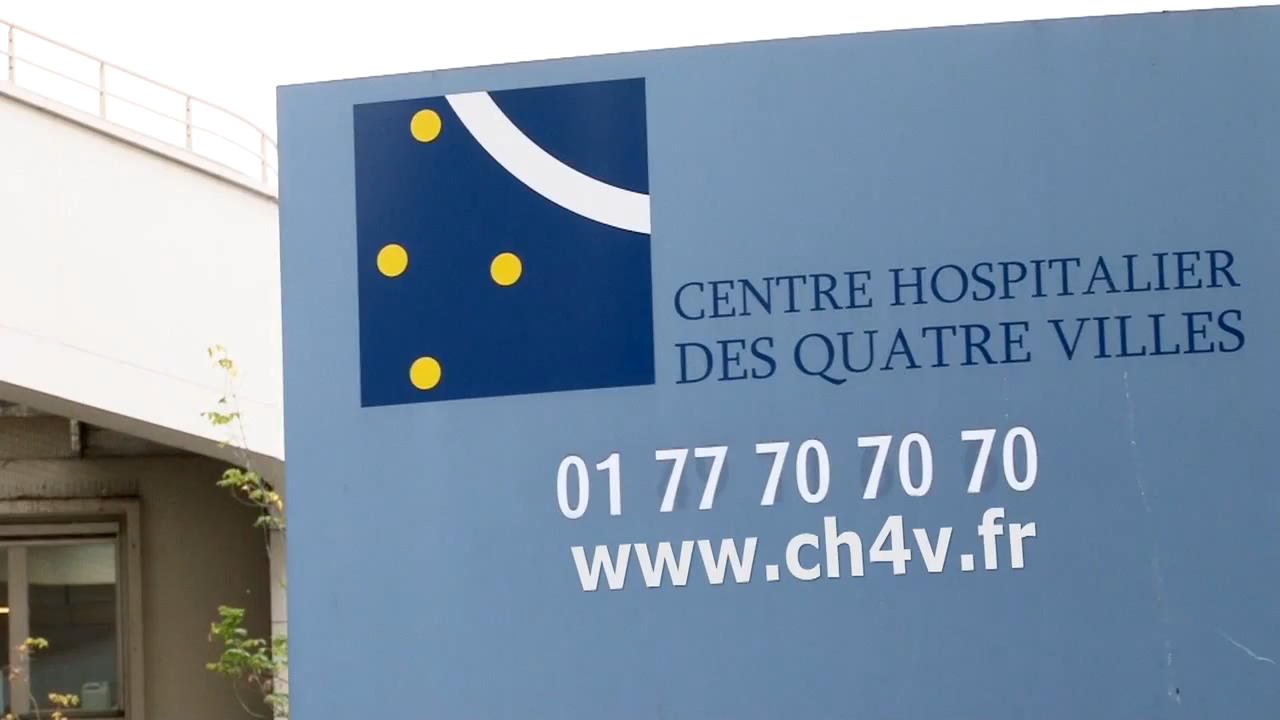 CENTRE HOSPITALIER
DES QUATRE VILLES
01 77 70 70 70
www.ch4v.fr